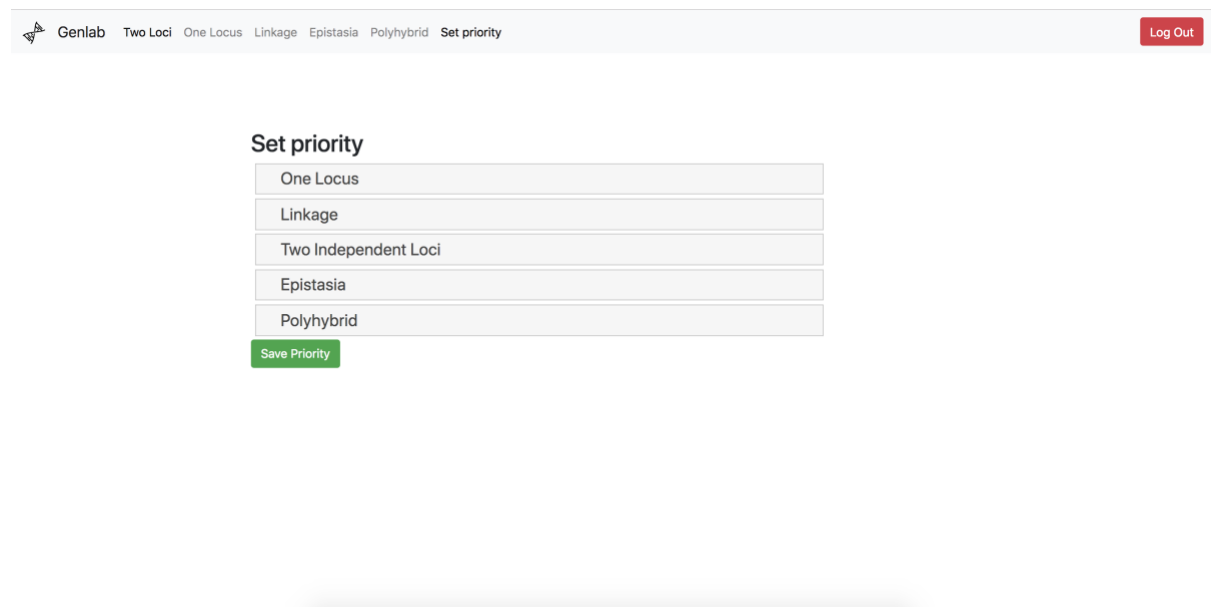 Genlab Two Loci One Locus Linkage Epistasia Polyhybrid Set priority Log Out
Set priority
One Locus
Linkage
Two Independent Loci
Epistasia
Polyhybrid
Save Priority